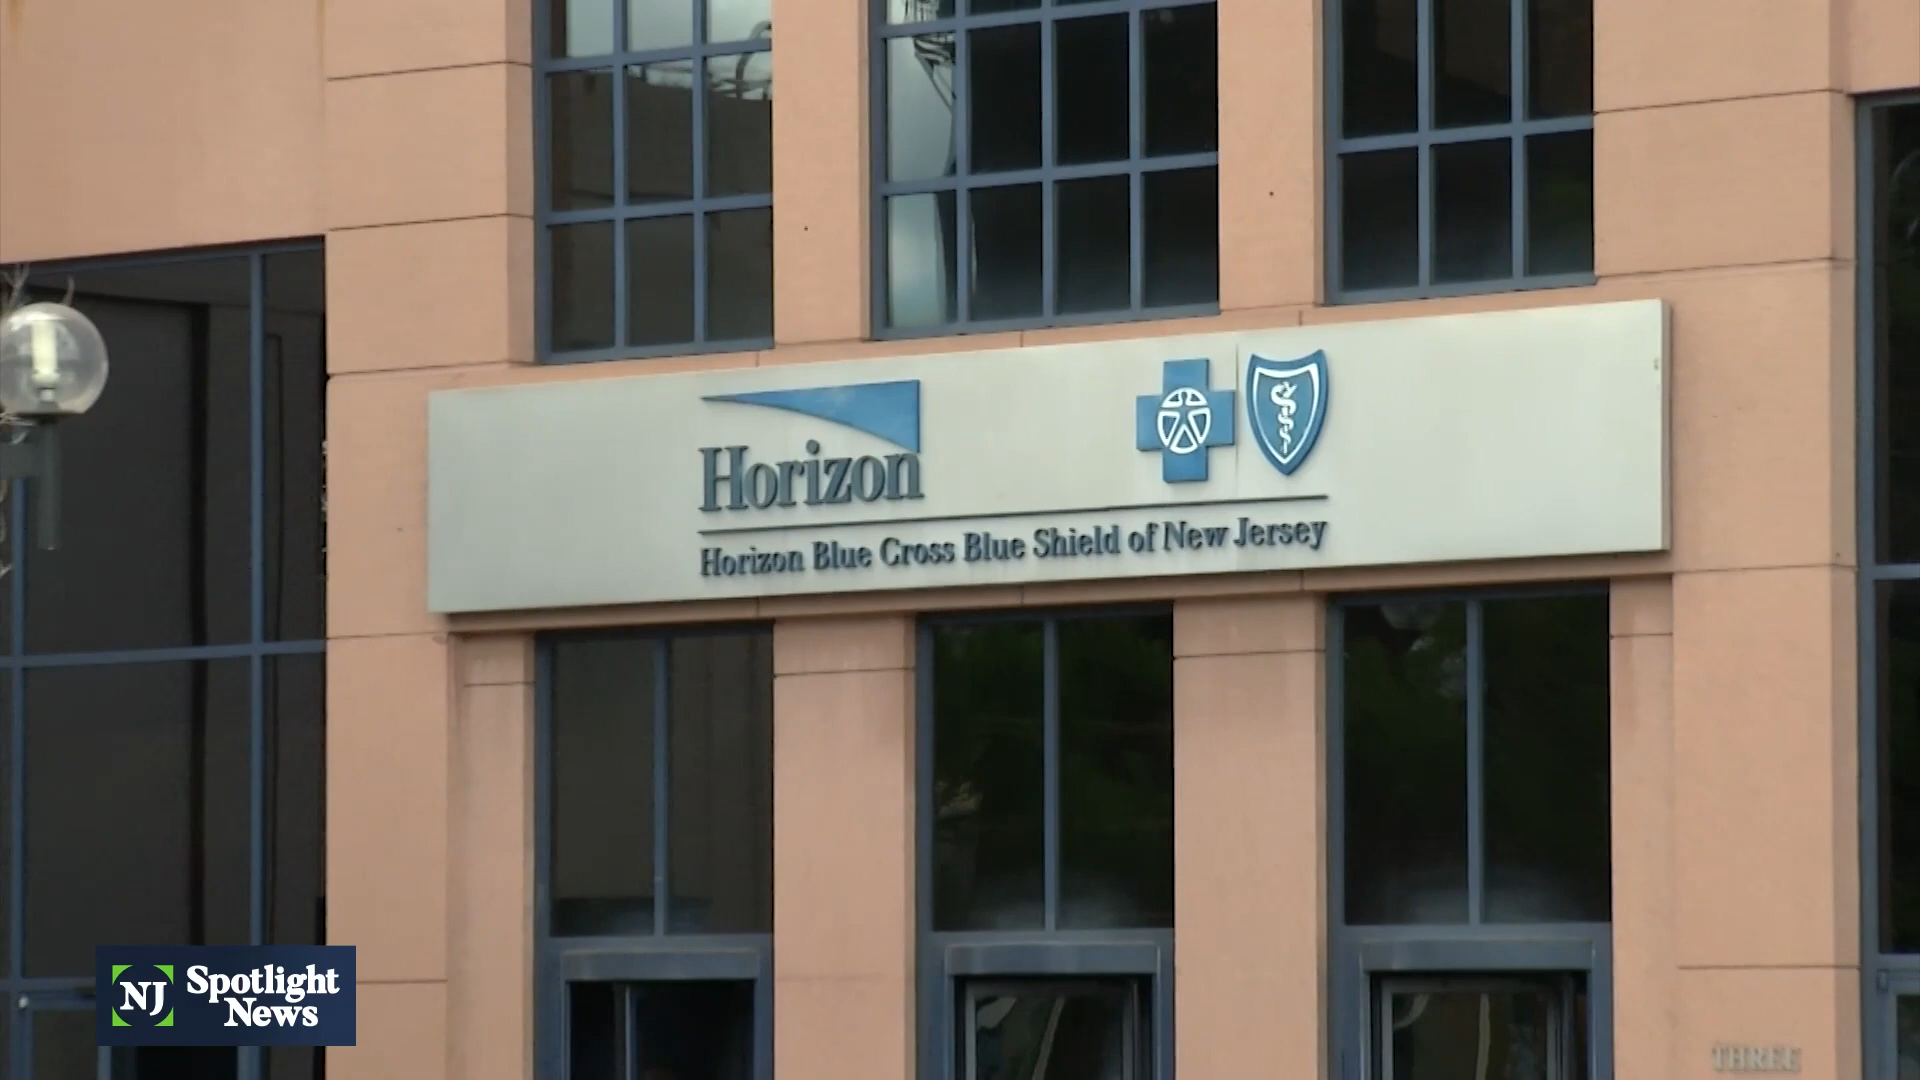 Horizon
Horizon Blue Cross Blue Shield of New Jersey
NJ Spotlight
News
THREE